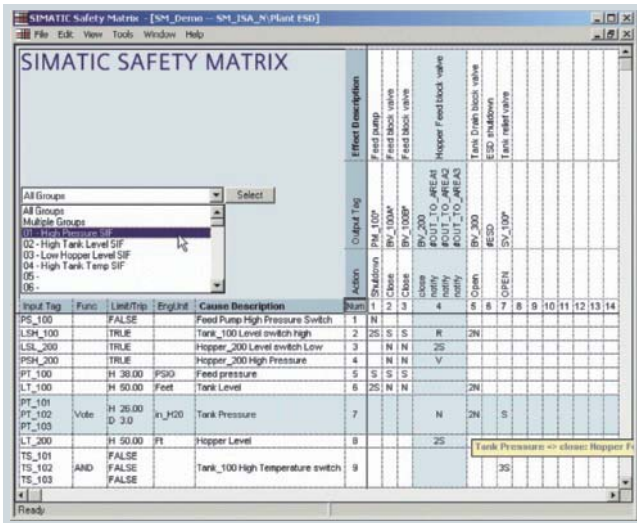 SIMATIC Safety Matrix - [SM_Demo -- SM_ISA_N\Plant ESD]
File Edit View Tools Window Help
SIMATIC SAFETY MATRIX
Effect Description
Feed pump
Feed block valve
Feed block valve
Hopper Feed block valve
Tank Drain block valve
ESD shutdown
Tank relief valve
All Groups Select
All Groups
Multiple Groups
01 - High Pressure SIF
02 - High Tank Level SIF
03 - Low Hopper Level SIF
04 - High Tank Temp SIF
05 -
06 -
Output Tag
PM_100*
BV_100A*
BV_100B*
BV_200
#OUT_TO_AREA1
#OUT_TO_AREA2
#OUT_TO_AREA3
BV_300
#ESD
SV_100*
Action
Shutdown
Close
Close
close
notify
notify
notify
Open
OPEN
Input Tag Func Limit/Trip EngUnit Cause Description Num 1 2 3 4 5 6 7 8 9 10 11 12 13 14
PS_100 FALSE Feed Pump High Pressure Switch 1 N
LSH_100 TRUE Tank_100 Level switch high 2 2S S S R 2N
LSL_200 TRUE Hopper_200 Level switch Low 3 N N 2S
PSH_200 TRUE Hopper_200 High Pressure 4 N N V
PT_100 H 38.00 PSIG Feed pressure 5 S S S
LT_100 H 50.00 Feet Tank Level 6 2S N N 2N
PT_101
PT_102 Vote H 26.00 in_H20 Tank Pressure 7 N 2N S
PT_103 D 3.0
LT_200 H 50.00 Ft Hopper Level 8 2S
Tank Pressure <> close: Hopper F
TS_101 FALSE
TS_102 AND FALSE Tank_100 High Temperature switch 9 3S
TS_103 FALSE
Ready